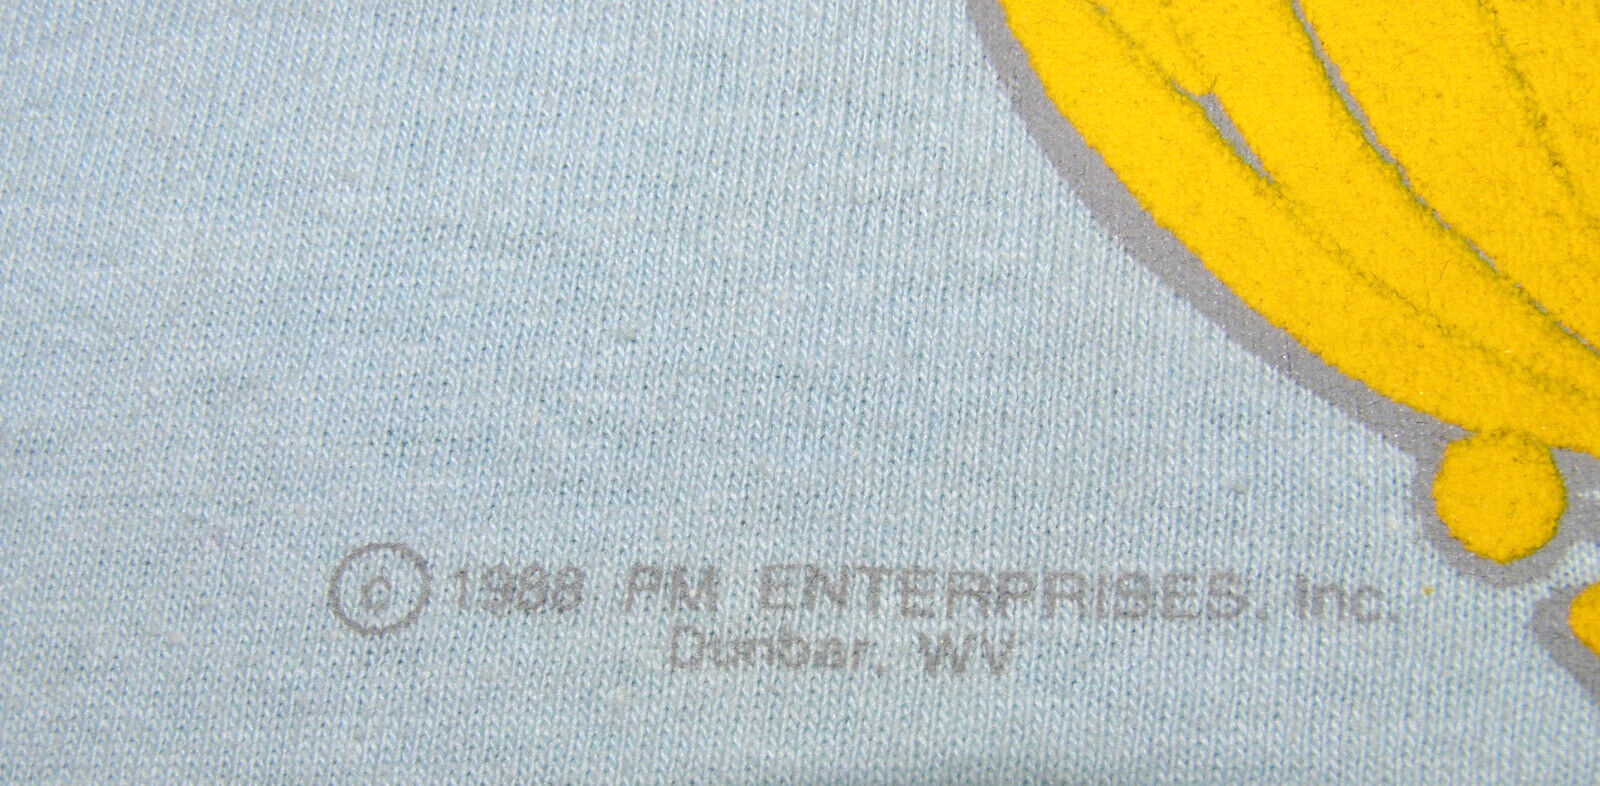 © 1988 PM ENTERPRISES, Inc.
Dunbar, WV